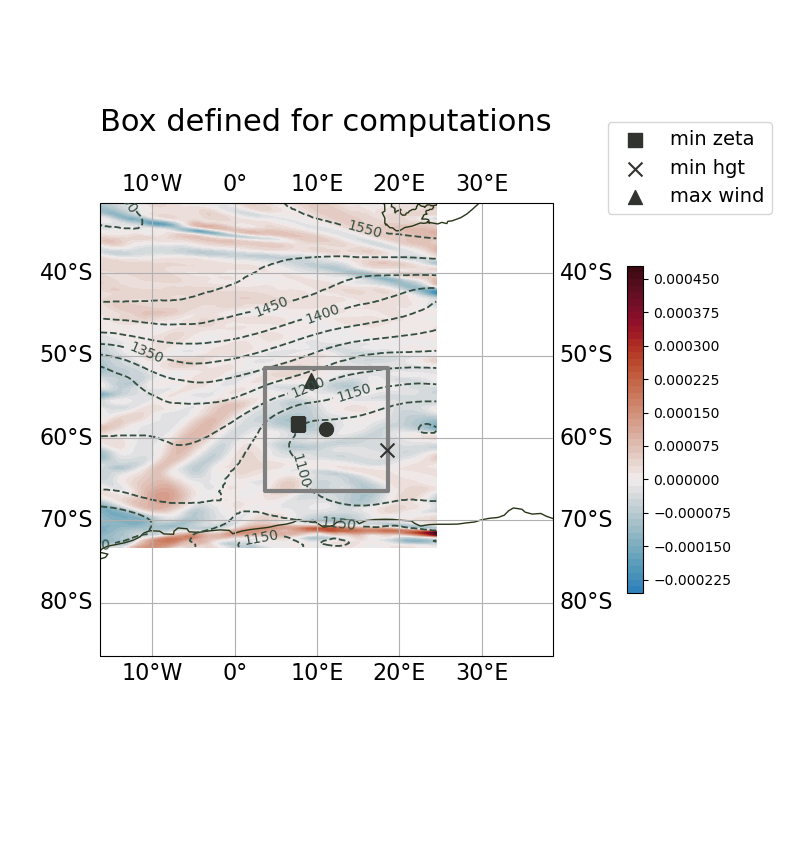 Box defined for computations
min zeta
min hgt
max wind
10°W 0° 10°E 20°E 30°E
1550
40°S 40°S
1450
1400
1350
50°S 50°S
1150
60°S 60°S
1100
70°S 70°S
1150
1150
80°S 80°S
10°W 0° 10°E 20°E 30°E
0.000450
0.000375
0.000300
0.000225
0.000150
0.000075
0.000000
−0.000075
−0.000150
−0.000225